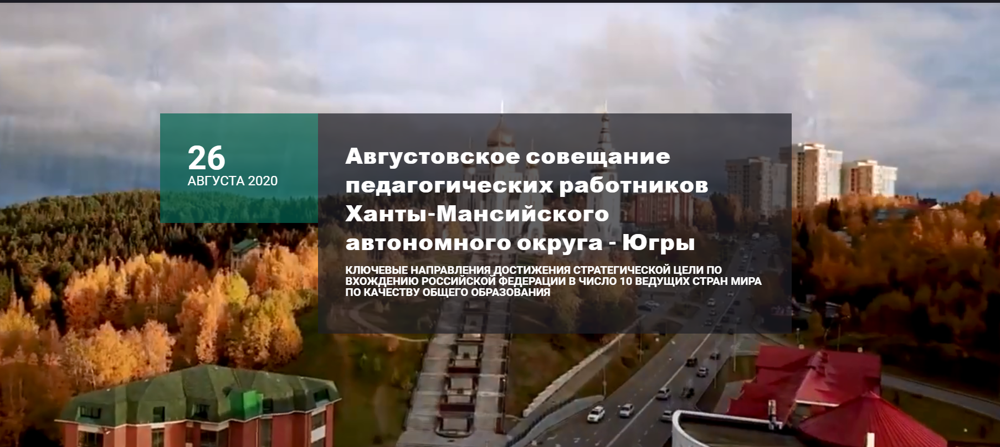 26
АВГУСТА 2020
Августовское совещание
педагогических работников
Ханты-Мансийского
автономного округа - Югры
КЛЮЧЕВЫЕ НАПРАВЛЕНИЯ ДОСТИЖЕНИЯ СТРАТЕГИЧЕСКОЙ ЦЕЛИ ПО
ВХОЖДЕНИЮ РОССИЙСКОЙ ФЕДЕРАЦИИ В ЧИСЛО 10 ВЕДУЩИХ СТРАН МИРА
ПО КАЧЕСТВУ ОБЩЕГО ОБРАЗОВАНИЯ